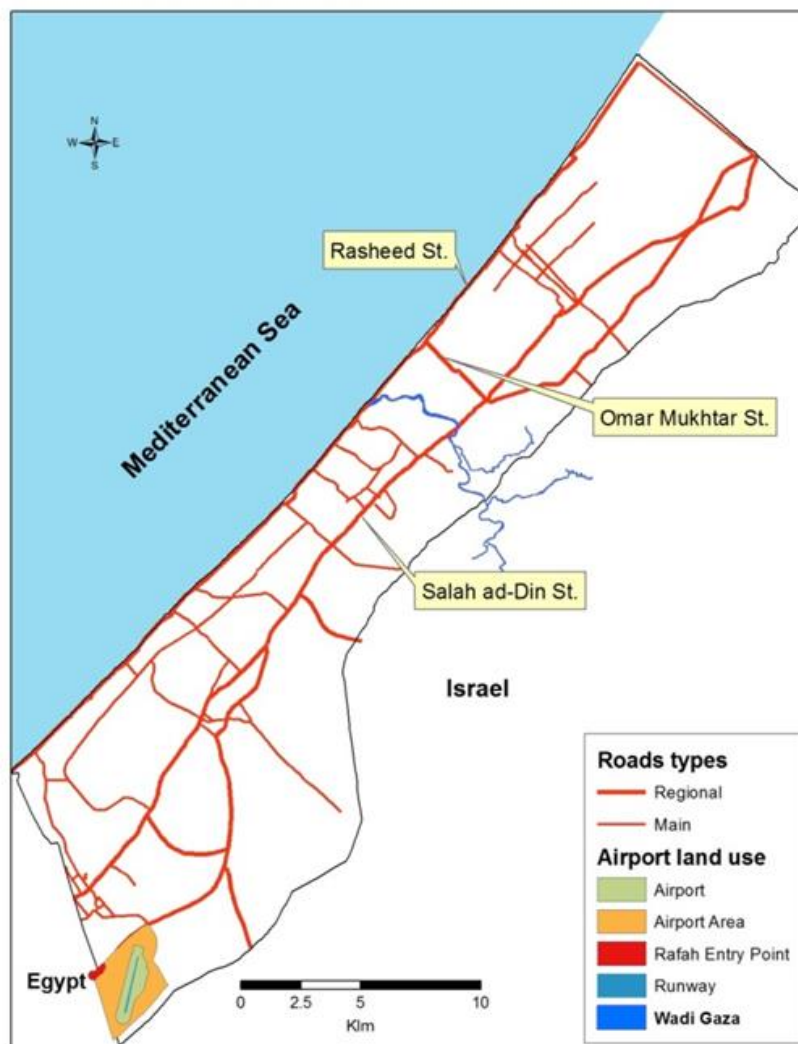 N
W E
S
Rasheed St.
Mediterranean Sea
Omar Mukhtar St.
Salah ad-Din St.
Israel
Egypt
0 2.5 5 10
Klm
Roads types
Regional
Main
Airport land use
Airport
Airport Area
Rafah Entry Point
Runway
Wadi Gaza